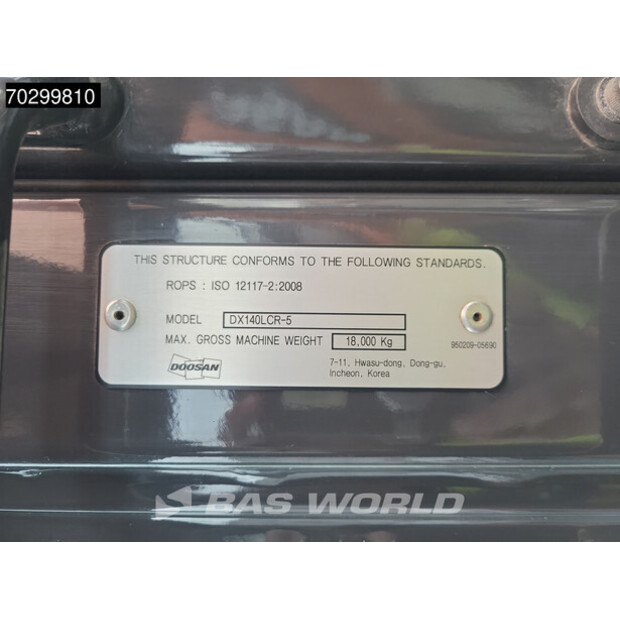 70299810
THIS STRUCTURE CONFORMS TO THE FOLLOWING STANDARDS.
ROPS : ISO 12117-2:2008
MODEL DX140LCR-5
MAX. GROSS MACHINE WEIGHT 18,000 Kg
950209-05690
DOOSAN
7-11, Hwasu-dong, Dong-gu,
Incheon, Korea
BAS WORLD